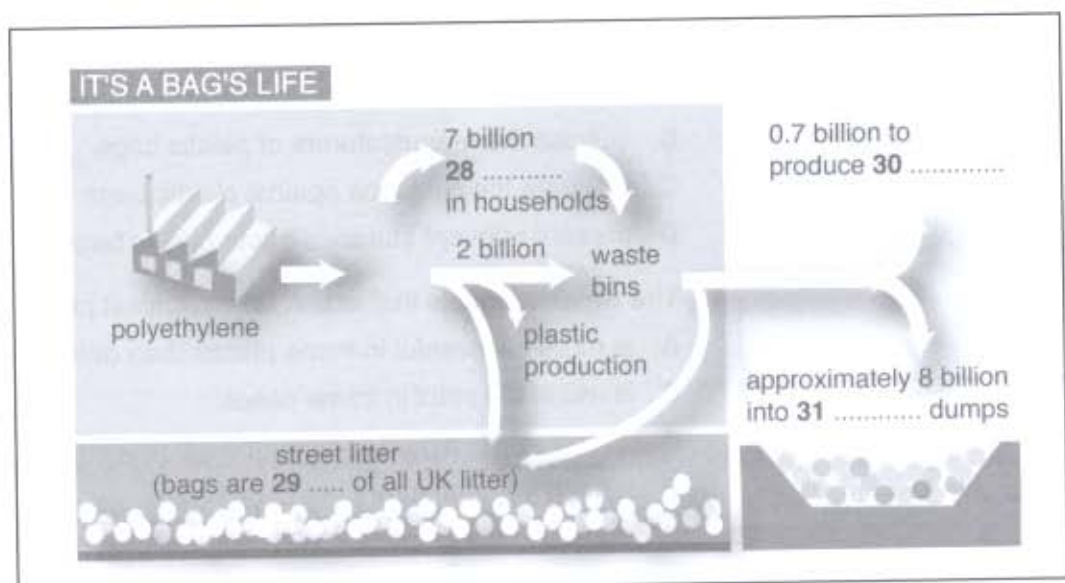 IT'S A BAG'S LIFE
7 billion
28 ...........
in households
0.7 billion to
produce 30 .............
2 billion
waste
bins
polyethylene
plastic
production
approximately 8 billion
into 31 ............ dumps
street litter
(bags are 29 ..... of all UK litter)